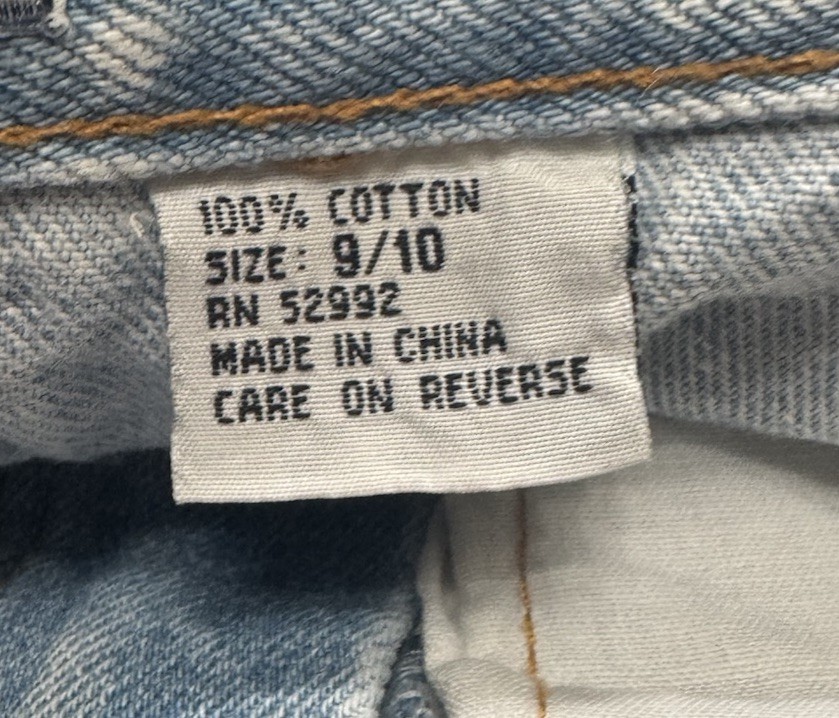 100% COTTON
SIZE: 9/10
RN 52992
MADE IN CHINA
CARE ON REVERSE